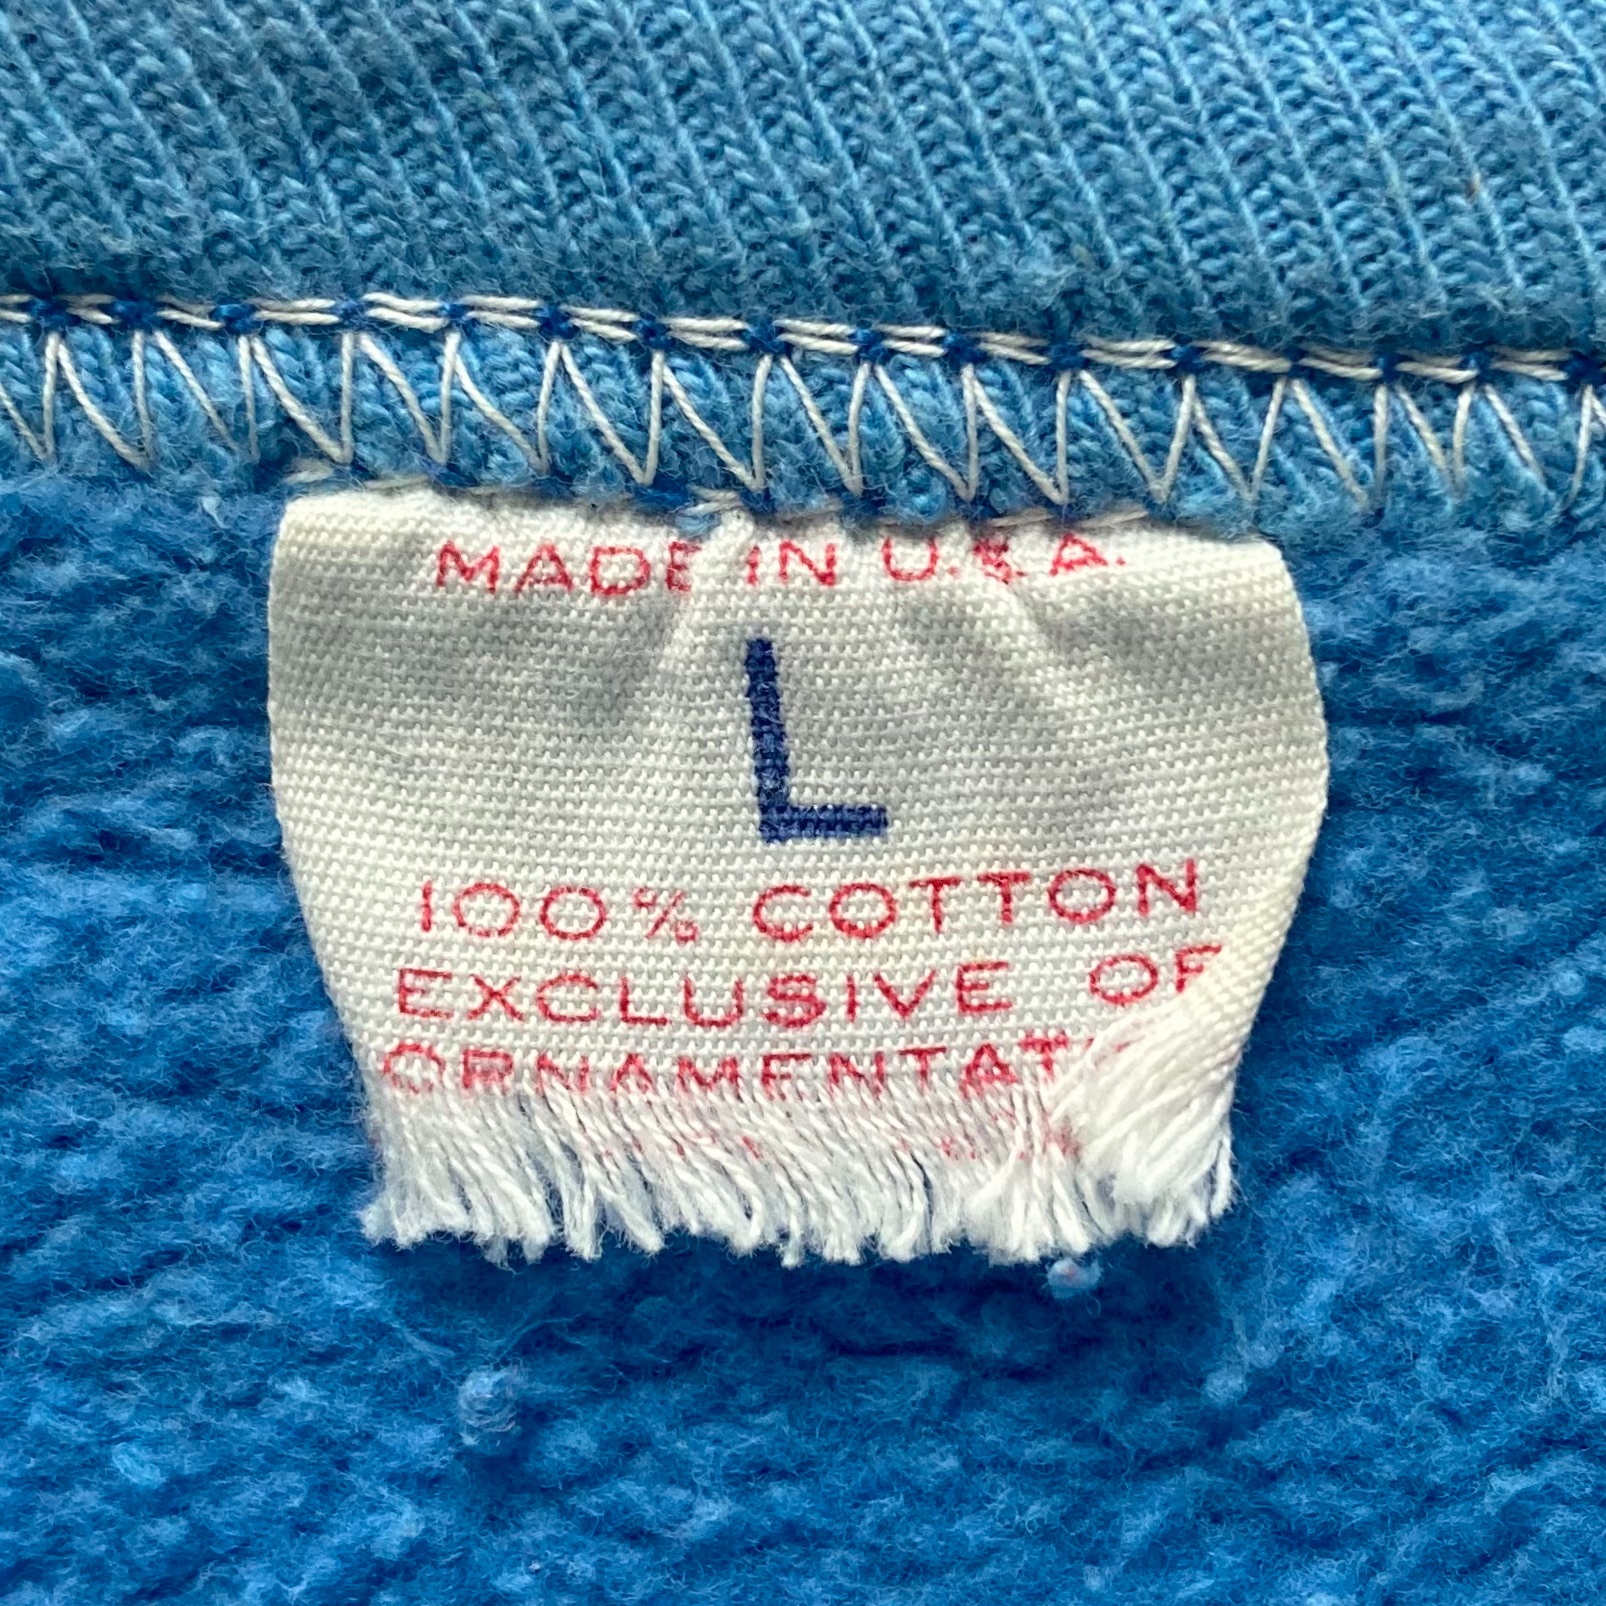 MADE IN U.S.A.
L
100% COTTON
EXCLUSIVE OF